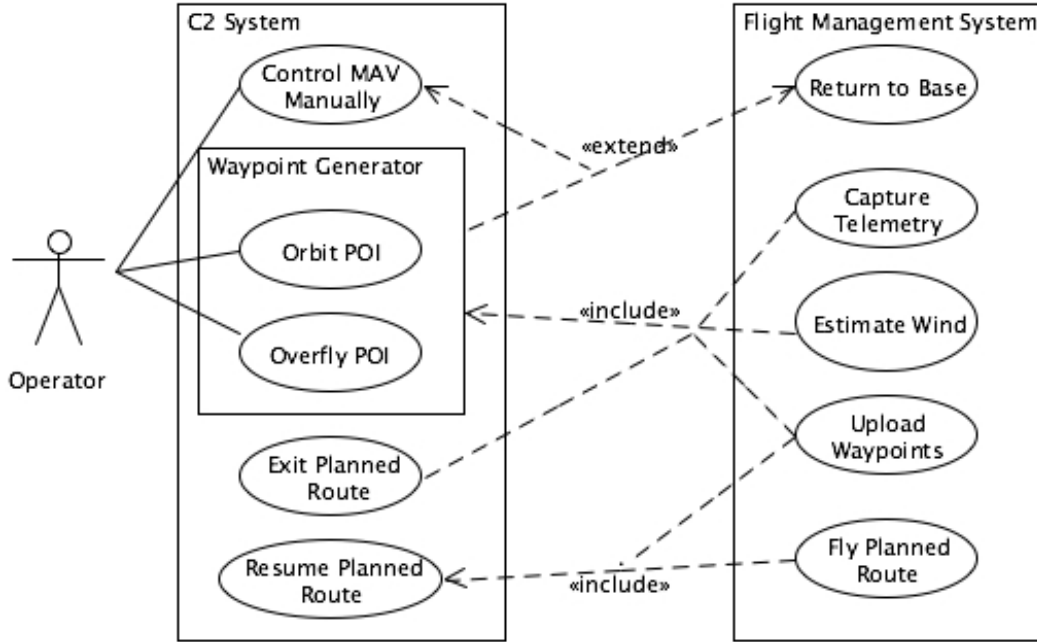 C2 System
Control MAV
Manually
Waypoint Generator
Orbit POI
Overfly POI
Exit Planned
Route
Resume Planned
Route
Operator
«extend»
«include»
«include»
Flight Management System
Return to Base
Capture
Telemetry
Estimate Wind
Upload
Waypoints
Fly Planned
Route